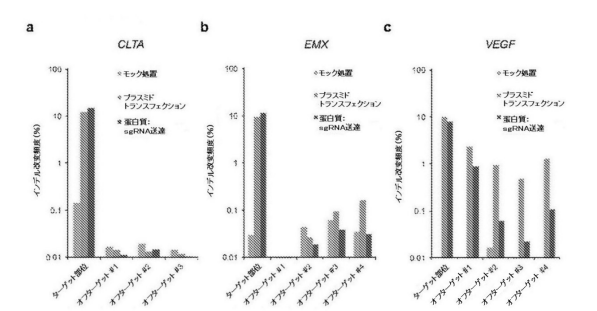 a
CLTA
100
10
1
0.1
0.01
インデル改変頻度(%)
モック処置
プラスミド
トランスフェクション
蛋白質:
sgRNA送達
ターゲット部位
オフターゲット#1
オフターゲット#2
オフターゲット#3
b
EMX
100
10
1
0.1
0.01
インデル改変頻度(%)
モック処置
プラスミド
トランスフェクション
蛋白質:
sgRNA送達
ターゲット部位
オフターゲット#1
オフターゲット#2
オフターゲット#3
オフターゲット#4
c
VEGF
100
10
1
0.1
0.01
インデル改変頻度(%)
モック処置
プラスミド
トランスフェクション
蛋白質:
sgRNA送達
ターゲット部位
オフターゲット#1
オフターゲット#2
オフターゲット#3
オフターゲット#4